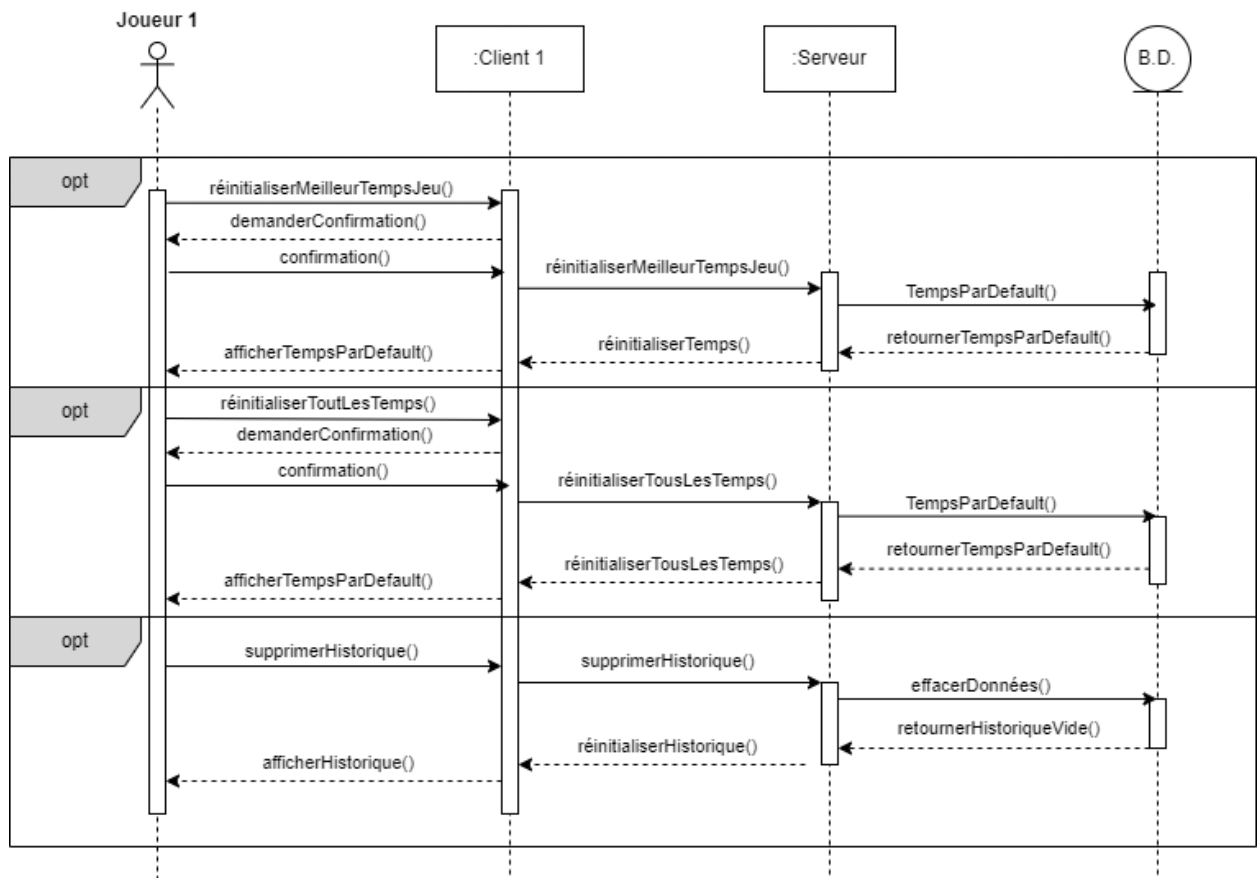 Joueur 1
:Client 1
:Serveur
B.D.
opt
réinitialiserMeilleurTempsJeu()
demanderConfirmation()
confirmation()
réinitialiserMeilleurTempsJeu()
TempsParDefault()
retournerTempsParDefault()
réinitialiserTemps()
afficherTempsParDefault()
opt
réinitialiserToutLesTemps()
demanderConfirmation()
confirmation()
réinitialiserTousLesTemps()
TempsParDefault()
retournerTempsParDefault()
réinitialiserTousLesTemps()
afficherTempsParDefault()
opt
supprimerHistorique()
supprimerHistorique()
effacerDonnées()
retournerHistoriqueVide()
réinitialiserHistorique()
afficherHistorique()